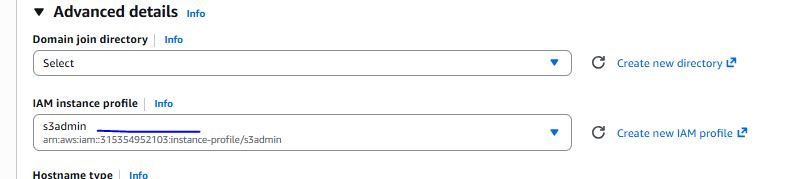 Advanced details Info
Domain join directory Info
Select
Create new directory
IAM instance profile Info
s3admin
arn:aws:iam::315354952103:instance-profile/s3admin
Create new IAM profile
Hostname type Info